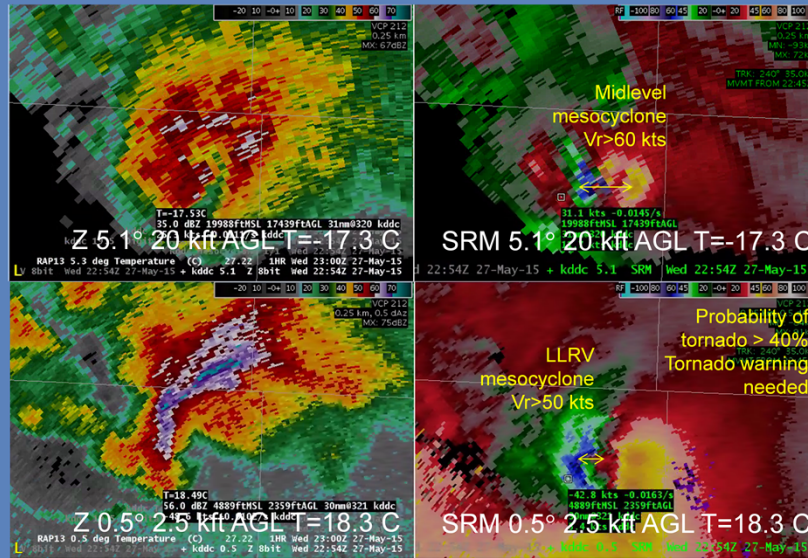 -20 10 -+0 10 20 30 40 50 60 70
VCP 212
0.25 km
MX: 67dBZ
T=-17.53C
35.0 dBZ 19988ftMSL 17439ftAGL 31nm@320 kddc
Z 5.1° 20 kft AGL T=-17.3 C
RAP13 5.3 deg Temperature (C) 27.22 1HR Wed 23:00Z 27-May-15
8bit Wed 22:54Z 27-May-15 + kddc 5.1 Z 8bit Wed 22:54Z 27-May-15
L
RF -100 80 60 45 20 -0+ 20 45 60 80 100
VCP 212
0.25 km
MX: 72k
TRK: 240° 35.0k
MVMT FROM 22:45
Midlevel
mesocyclone
Vr>60 kts
31.1 kts -0.0145/s
19988ftMSL 17439ftAGL
SRM 5.1° 20 kft AGL T=-17.3 C
22:54Z 27-May-15 + kddc 5.1 SRM Wed 22:54Z 27-May-15
-20 10 -+0 10 20 30 40 50 60 70
VCP 212
0.25 km, 0.5 dAz
MX: 75dBZ
T=18.49C
56.0 dBZ 4889ftMSL 2359ftAGL 30nm@321 kddc
Z 0.5° 2.5 kft AGL T=18.3 C
RAP13 0.5 deg Temperature (C) 27.22 1HR Wed 23:00Z 27-May-15
+ kddc 0.5 Z 8bit Wed 22:54Z 27-May-15
L
RF -100 80 60 45 20 -0+ 20 45 60 80 100
Probability of
tornado > 40%
Tornado warning
needed
LLRV
mesocyclone
Vr>50 kts
-42.8 kts -0.0163/s
4889ftMSL 2359ftAGL
SRM 0.5° 2.5 kft AGL T=18.3 C
+ kddc 0.5 SRM Wed 22:54Z 27-May-15